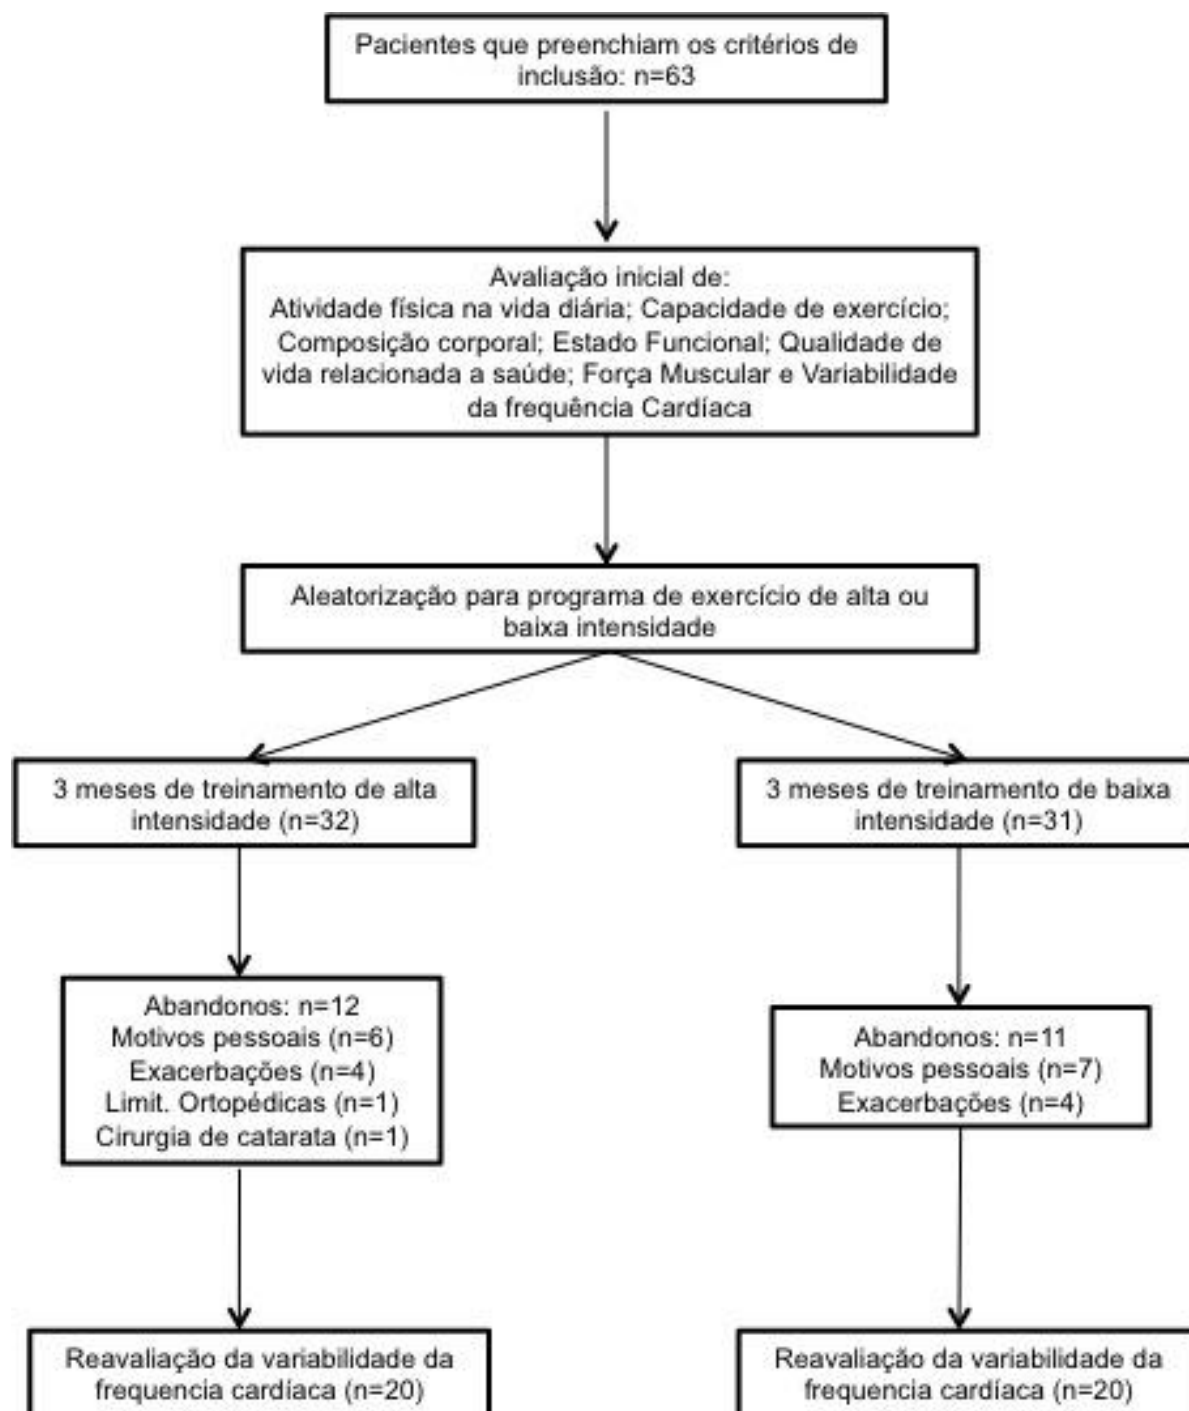 Pacientes que preenchiam os critérios de
inclusão: n=63
Avaliação inicial de:
Atividade física na vida diária; Capacidade de exercício;
Composição corporal; Estado Funcional; Qualidade de
vida relacionada a saúde; Força Muscular e Variabilidade
da frequência Cardíaca
Aleatorização para programa de exercício de alta ou
baixa intensidade
3 meses de treinamento de alta
intensidade (n=32)
3 meses de treinamento de baixa
intensidade (n=31)
Abandonos: n=12
Motivos pessoais (n=6)
Exacerbações (n=4)
Limit. Ortopédicas (n=1)
Cirurgia de catarata (n=1)
Abandonos: n=11
Motivos pessoais (n=7)
Exacerbações (n=4)
Reavaliação da variabilidade da
frequencia cardíaca (n=20)
Reavaliação da variabilidade da
frequencia cardíaca (n=20)